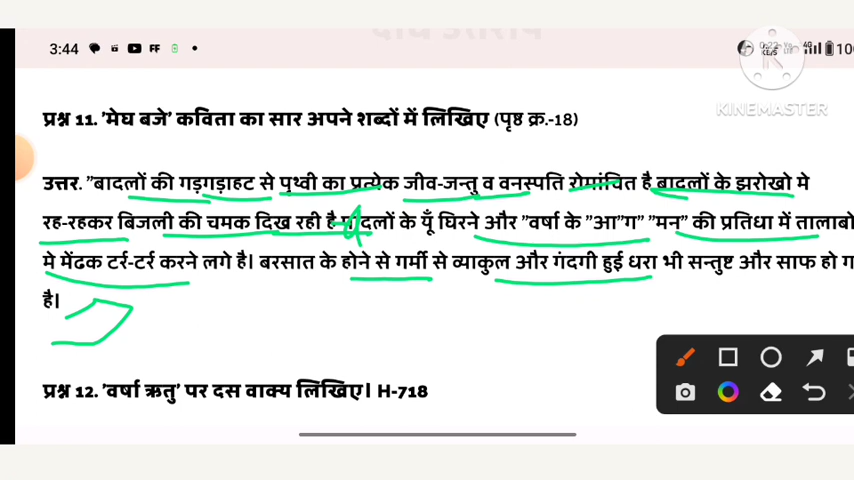 3:44
KINEMASTER
प्रश्न 11. 'मेघ बजे' कविता का सार अपने शब्दों में लिखिए (पृष्ठ क्र.-18)
उत्तर. "बादलों की गड़गड़ाहट से पृथ्वी का प्रत्येक जीव-जन्तु व वनस्पति रोमांचित है बादलों के झरोखो मे
रह-रहकर बिजली की चमक दिख रही है बादलों के यूँ घिरने और "वर्षा के "आ"ग" "मन" की प्रतिधा में तालाबो
मे मेंढक टर्र-टर्र करने लगे है। बरसात के होने से गर्मी से व्याकुल और गंदगी हुई धरा भी सन्तुष्ट और साफ हो ग
है।
प्रश्न 12. 'वर्षा ऋतु' पर दस वाक्य लिखिए। H-718